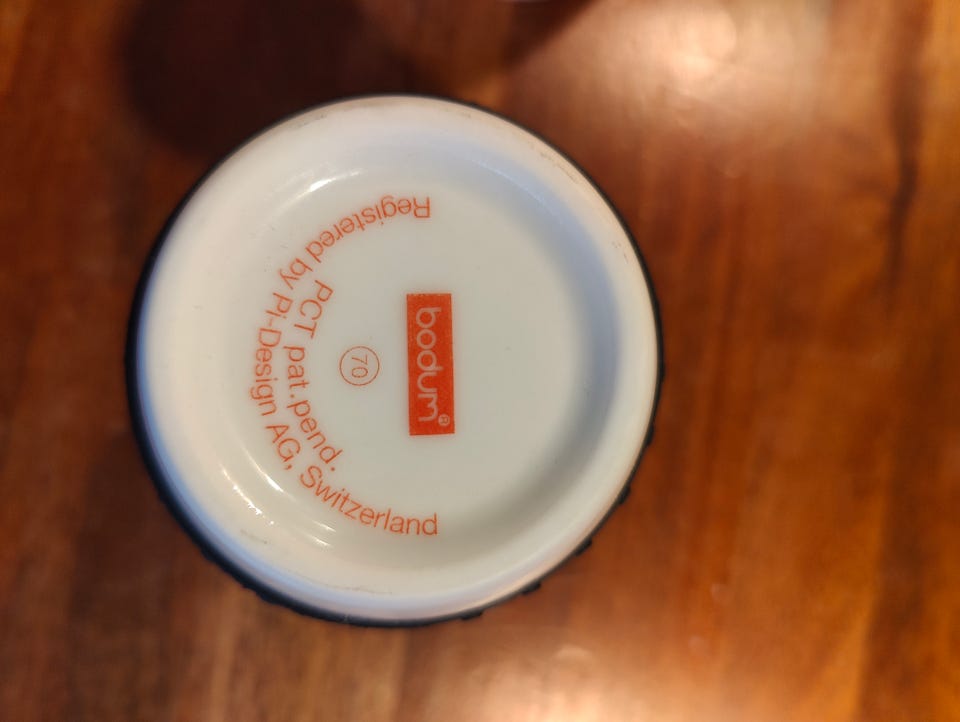 bodum®
70
PCT pat.pend.
Registered by Pi-Design AG, Switzerland